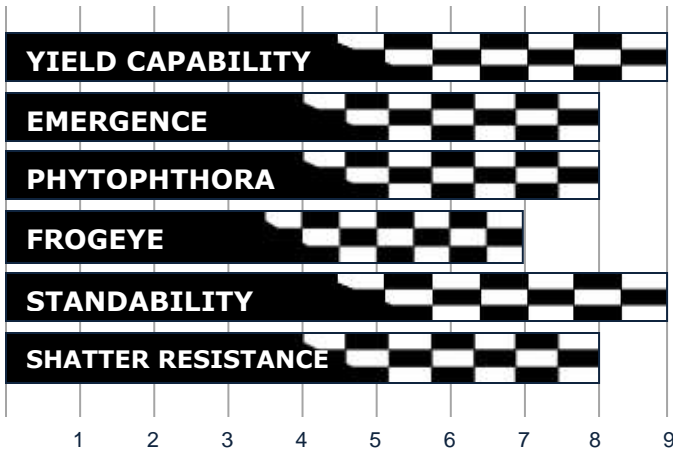 YIELD CAPABILITY
EMERGENCE
PHYTOPHTHORA
FROGEYE
STANDABILITY
SHATTER RESISTANCE
1 2 3 4 5 6 7 8 9